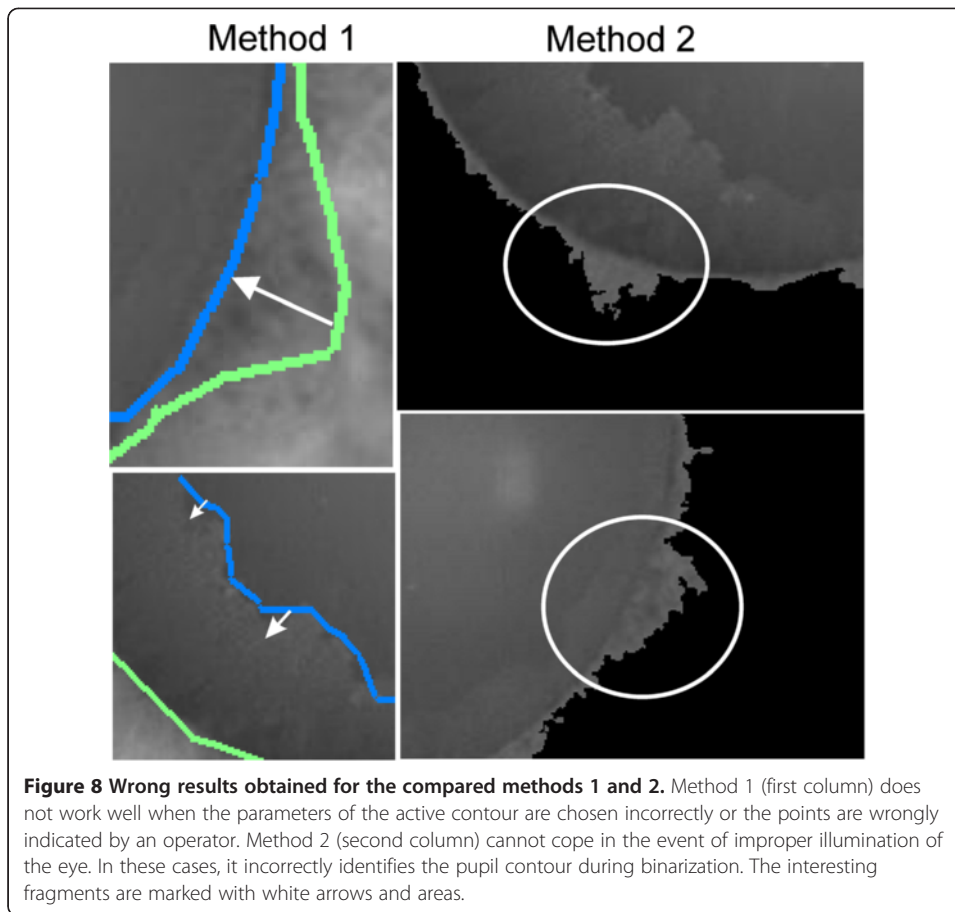 Method 1 Method 2
Figure 8 Wrong results obtained for the compared methods 1 and 2. Method 1 (first column) does
not work well when the parameters of the active contour are chosen incorrectly or the points are wrongly
indicated by an operator. Method 2 (second column) cannot cope in the event of improper illumination of
the eye. In these cases, it incorrectly identifies the pupil contour during binarization. The interesting
fragments are marked with white arrows and areas.